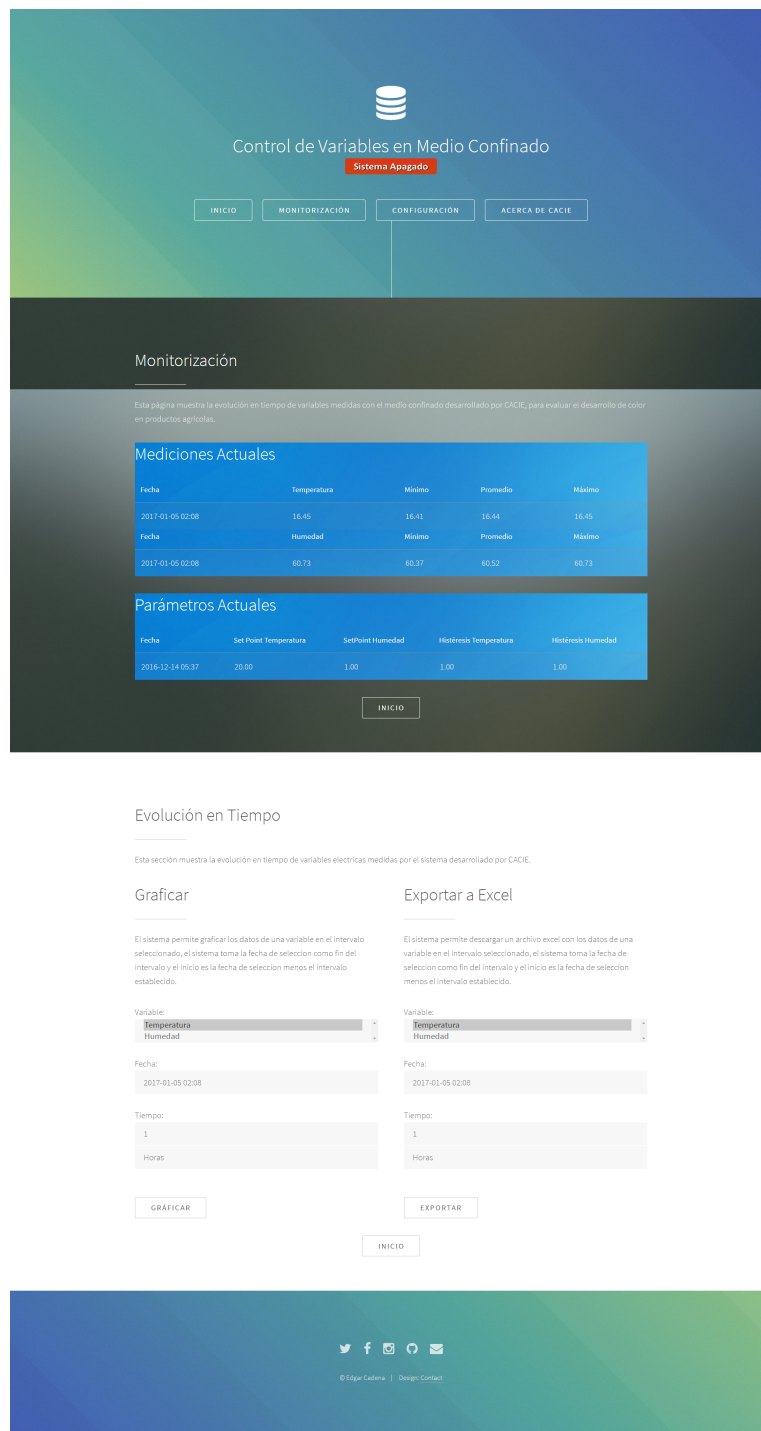 Control de Variables en Medio Confinado
Sistema Apagado
INICIO MONITORIZACIÓN CONFIGURACIÓN ACERCA DE CACIE
Monitorización
Esta página muestra la evolución en tiempo de variables medidas con el medio confinado desarrollado por CACIE, para evaluar el desarrollo de color
en productos agrícolas.
Mediciones Actuales
Fecha Temperatura Mínimo Promedio Máximo
2017-01-05 02:08 16.45 16.41 16.44 16.45
Fecha Humedad Mínimo Promedio Máximo
2017-01-05 02:08 60.73 60.37 60.52 60.73
Parámetros Actuales
Fecha Set Point Temperatura SetPoint Humedad Histéresis Temperatura Histéresis Humedad
2016-12-14 05:37 20.00 1.00 1.00 1.00
INICIO
Evolución en Tiempo
Esta sección muestra la evolución en tiempo de variables electricas medidas por el sistema desarrollado por CACIE.
Graficar
El sistema permite graficar los datos de una variable en el intervalo
seleccionado, el sistema toma la fecha de seleccion como fin del
intervalo y el inicio es la fecha de seleccion menos el intervalo
establecido.
Variable:
Temperatura
Humedad
Fecha:
2017-01-05 02:08
Tiempo:
1
Horas
GRÁFICAR
Exportar a Excel
El sistema permite descargar un archivo excel con los datos de una
variable en el intervalo seleccionado, el sistema toma la fecha de
seleccion como fin del intervalo y el inicio es la fecha de seleccion
menos el intervalo establecido.
Variable:
Temperatura
Humedad
Fecha:
2017-01-05 02:08
Tiempo:
1
Horas
EXPORTAR
INICIO
© Edgar Cadena | Design: Contact